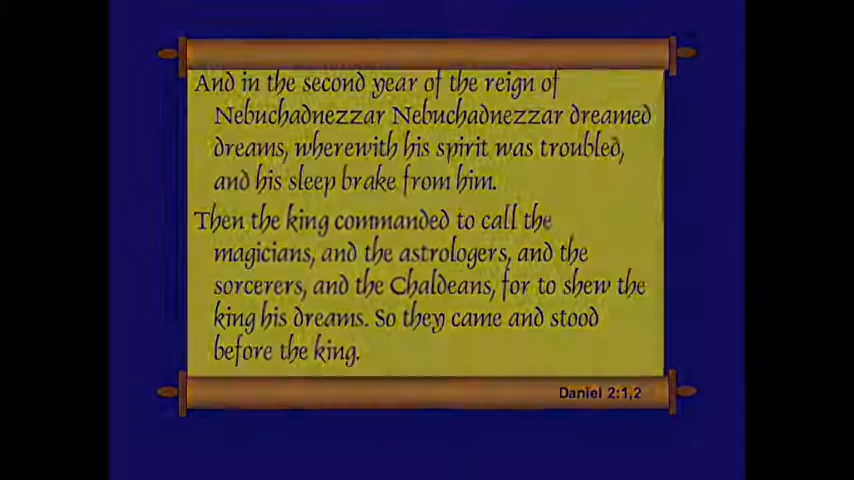 And in the second year of the reign of
Nebuchadnezzar Nebuchadnezzar dreamed
dreams, wherewith his spirit was troubled,
and his sleep brake from him.
Then the king commanded to call the
magicians, and the astrologers, and the
sorcerers, and the Chaldeans, for to shew the
king his dreams. So they came and stood
before the king.
Daniel 2:1,2